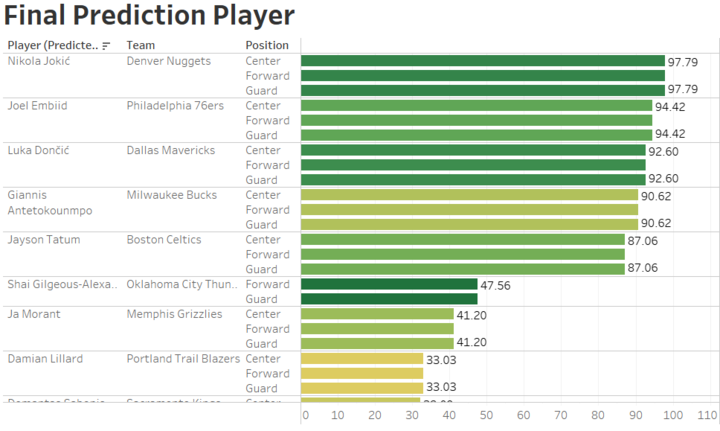 Final Prediction Player
Player (Predicte.. Team Position
Nikola Jokić Denver Nuggets Center 97.79
Forward
Guard 97.79
Joel Embiid Philadelphia 76ers Center 94.42
Forward
Guard 94.42
Luka Dončić Dallas Mavericks Center 92.60
Forward
Guard 92.60
Giannis Milwaukee Bucks Center 90.62
Antetokounmpo Forward
Guard 90.62
Jayson Tatum Boston Celtics Center 87.06
Forward
Guard 87.06
Shai Gilgeous-Alexa.. Oklahoma City Thun.. Forward 47.56
Guard
Ja Morant Memphis Grizzlies Center 41.20
Forward
Guard 41.20
Damian Lillard Portland Trail Blazers Center 33.03
Forward
Guard 33.03
0 10 20 30 40 50 60 70 80 90 100 110